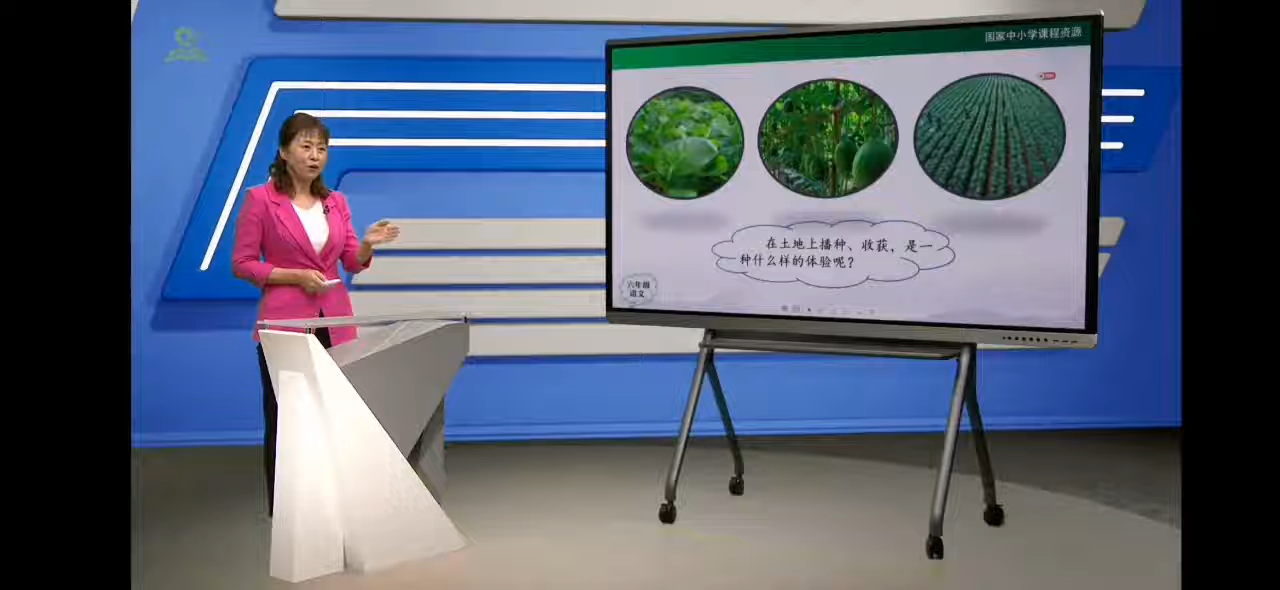 国家中小学课程资源
在土地上播种、收获，是一
种什么样的体验呢？
六年级
语文